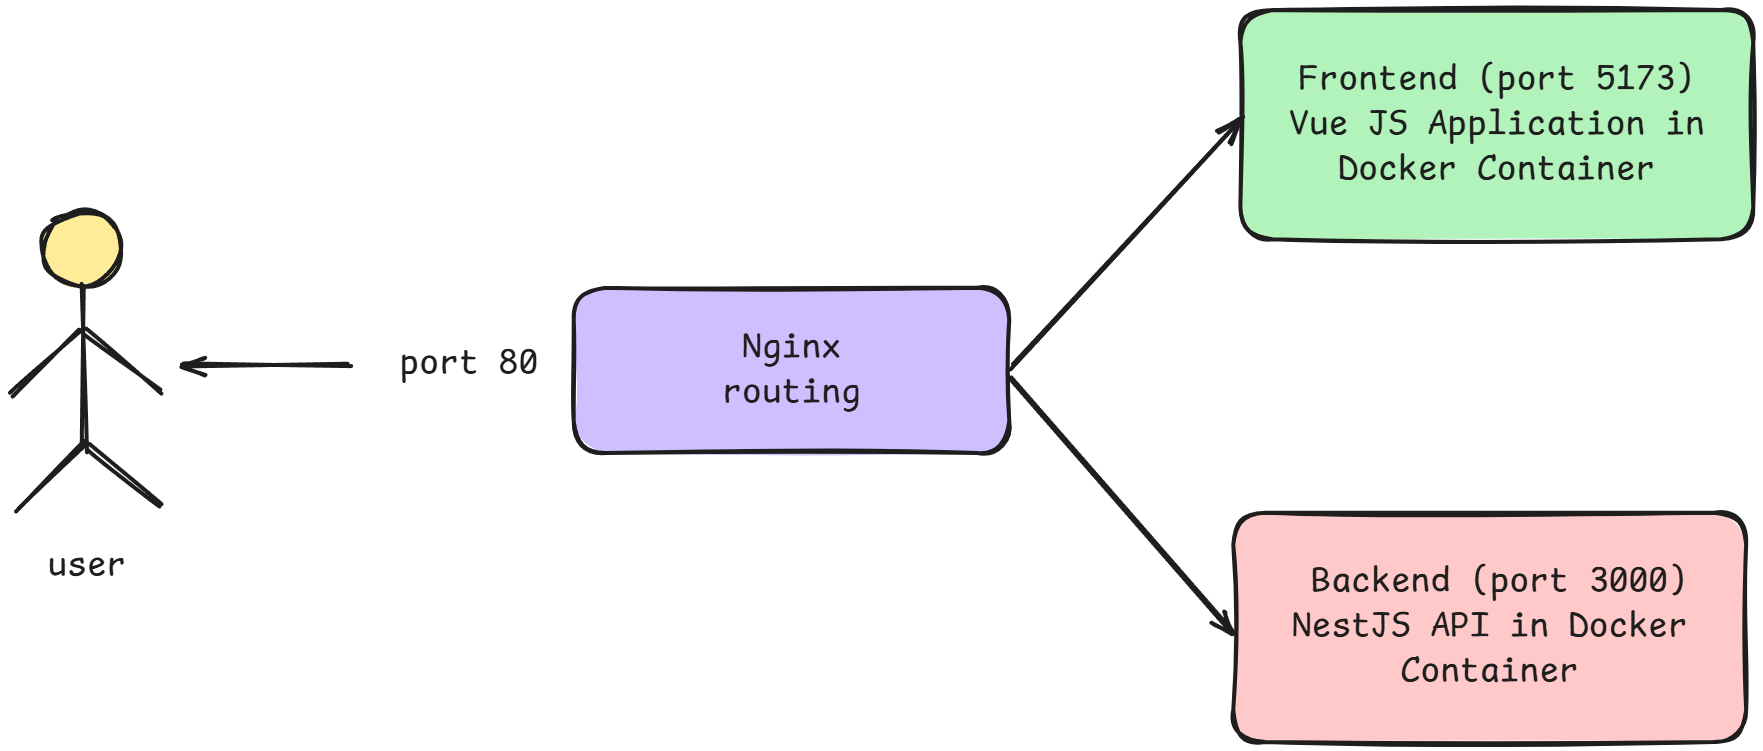 Frontend (port 5173)
Vue JS Application in
Docker Container
Nginx
routing
port 80
user
Backend (port 3000)
NestJS API in Docker
Container